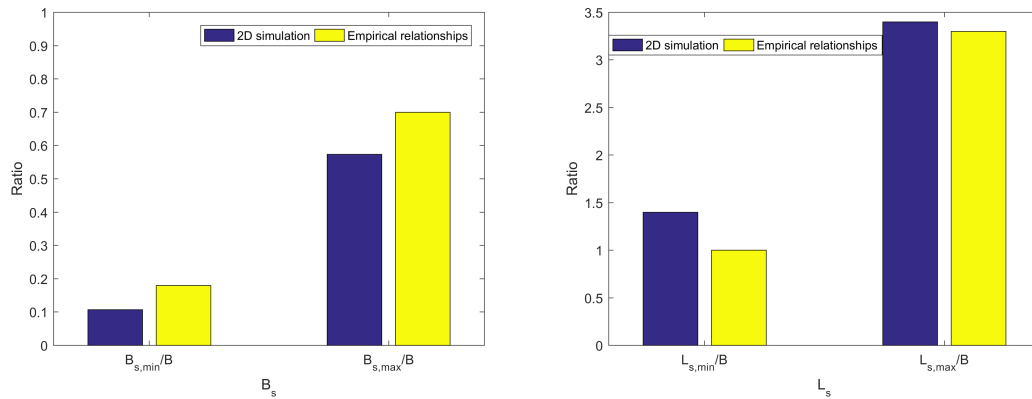 1
0.9
0.8
0.7
0.6
0.5
0.4
0.3
0.2
0.1
0
Ratio
2D simulation Empirical relationships
B_s,min/B B_s,max/B
B_s
3.5
3
2.5
2
1.5
1
0.5
0
Ratio
2D simulation Empirical relationships
L_s,min/B L_s,max/B
L_s